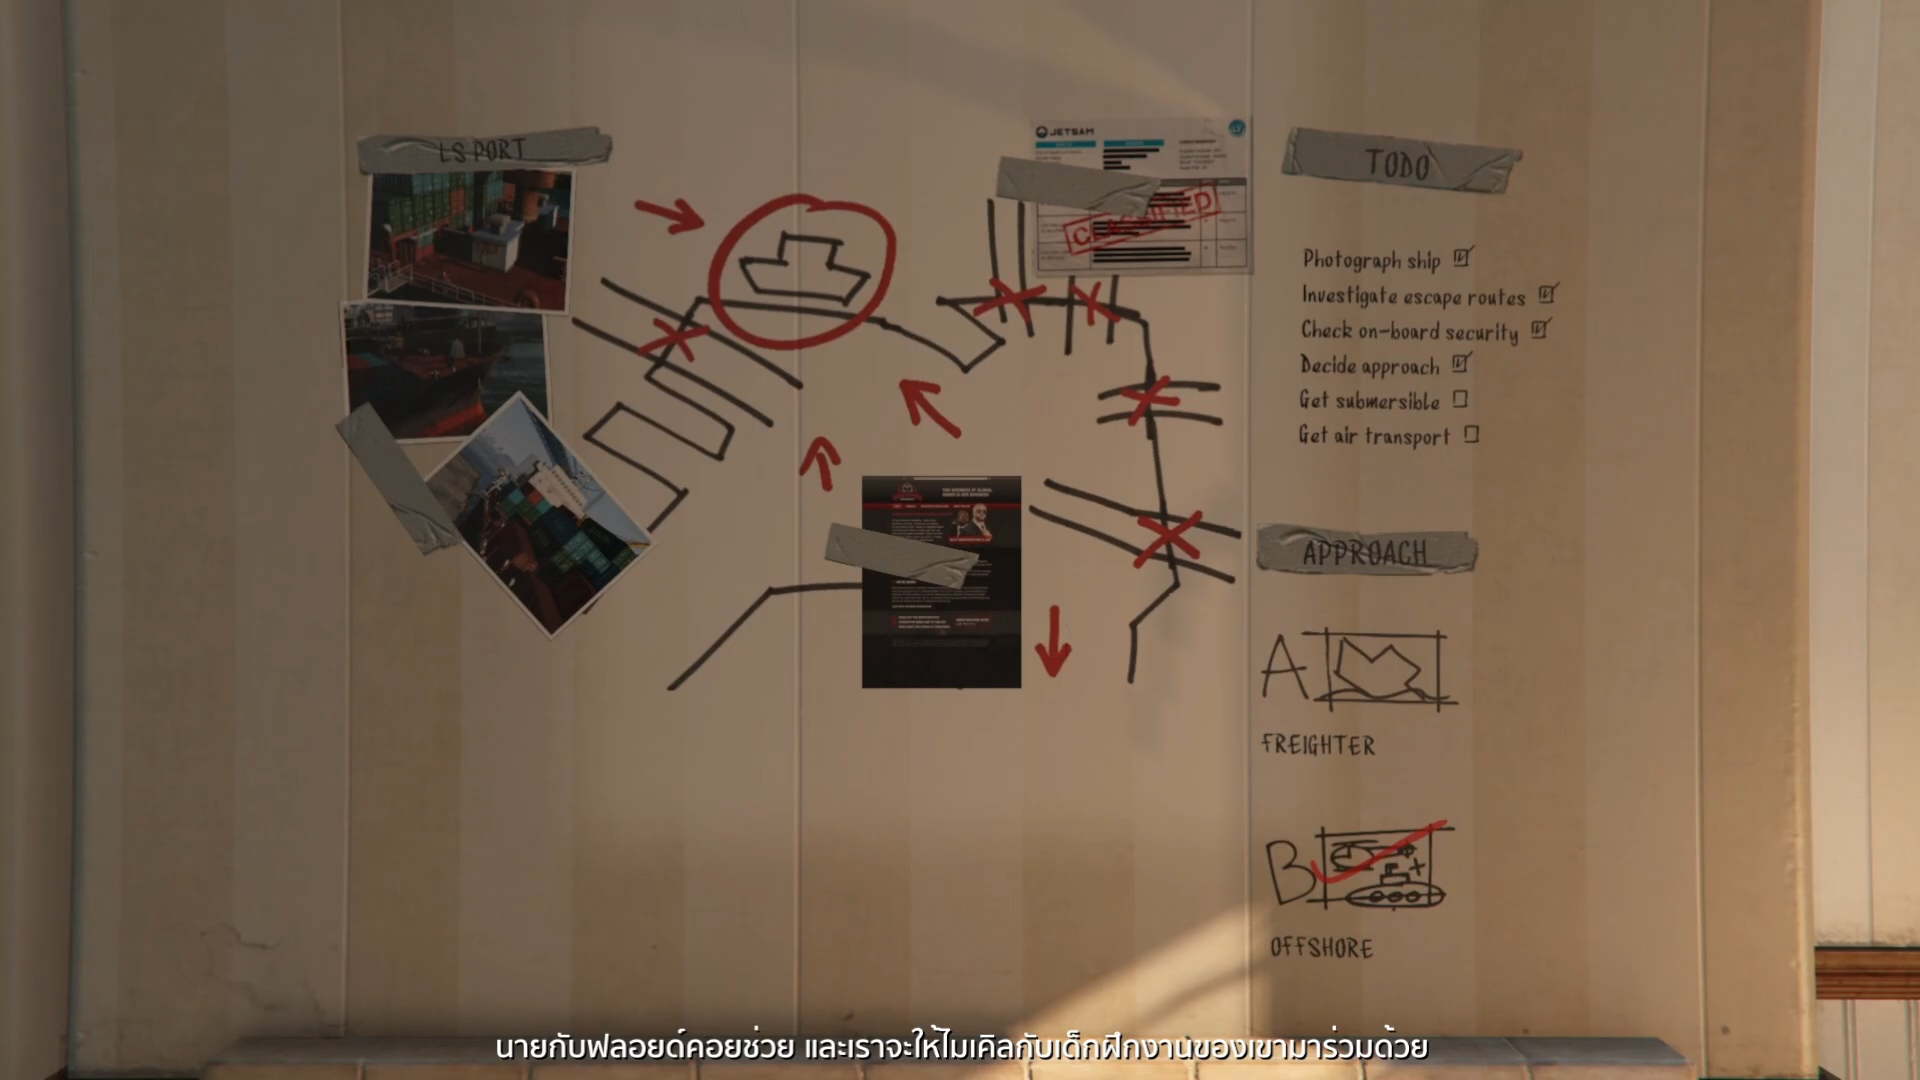 LS PORT
JETSAM
CLASSIFIED
TODO
Photograph ship
Investigate escape routes
Check on-board security
Decide approach
Get submersible
Get air transport
APPROACH
A
FREIGHTER
B
OFFSHORE
นายกับฟลอยด์คอยช่วย และเราจะให้ไมเคิลกับเด็กฝึกงานของเขามาร่วมด้วย